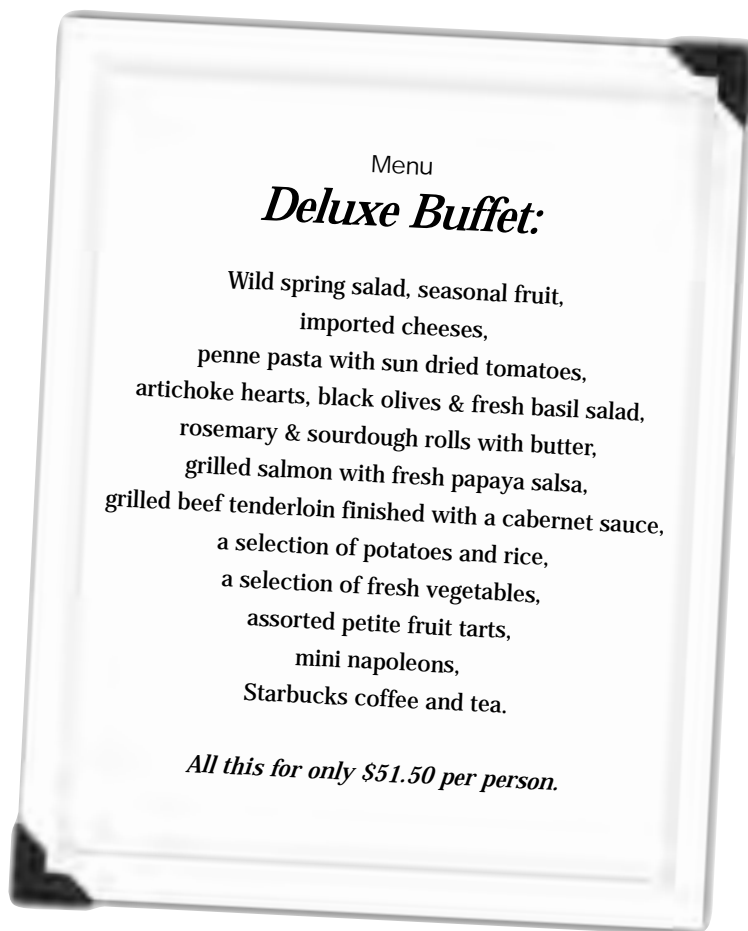 Menu
Deluxe Buffet:
Wild spring salad, seasonal fruit,
imported cheeses,
penne pasta with sun dried tomatoes,
artichoke hearts, black olives & fresh basil salad,
rosemary & sourdough rolls with butter,
grilled salmon with fresh papaya salsa,
grilled beef tenderloin finished with a cabernet sauce,
a selection of potatoes and rice,
a selection of fresh vegetables,
assorted petite fruit tarts,
mini napoleons,
Starbucks coffee and tea.
All this for only $51.50 per person.